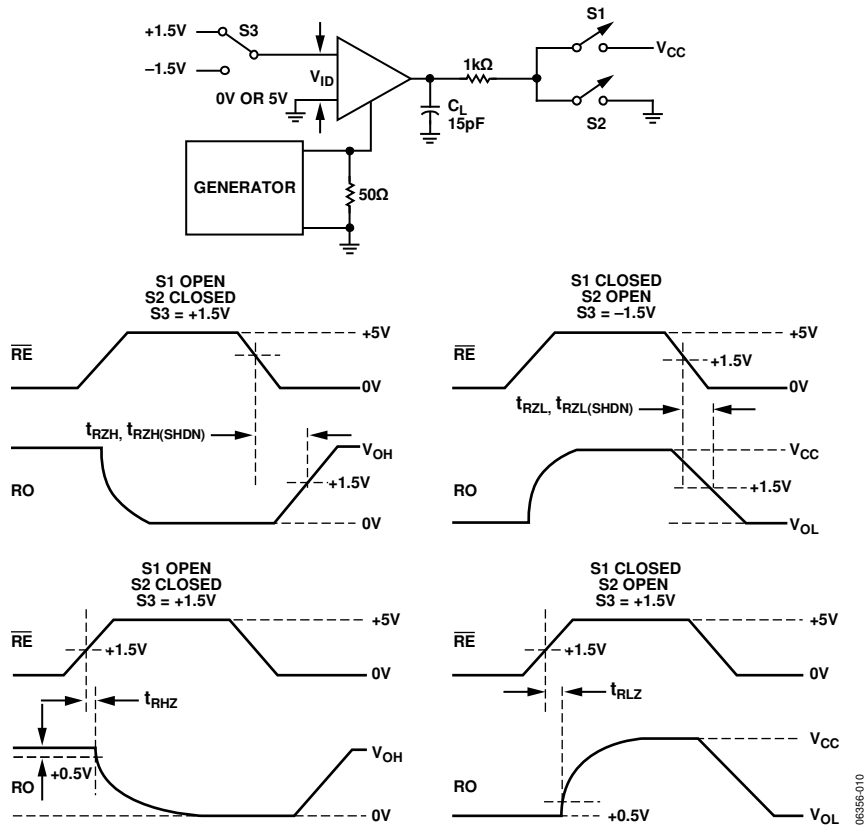 +1.5V
S3
–1.5V
V_ID
0V OR 5V
1kΩ
S1
V_CC
S2
C_L
15pF
GENERATOR
50Ω
S1 OPEN
S2 CLOSED
S3 = +1.5V
RE
+5V
0V
t_RZH, t_RZH(SHDN)
RO
V_OH
+1.5V
0V
S1 CLOSED
S2 OPEN
S3 = –1.5V
RE
+5V
+1.5V
0V
t_RZL, t_RZL(SHDN)
RO
V_CC
+1.5V
V_OL
S1 OPEN
S2 CLOSED
S3 = +1.5V
RE
+5V
+1.5V
0V
t_RHZ
RO
+0.5V
V_OH
0V
S1 CLOSED
S2 OPEN
S3 = +1.5V
RE
+5V
+1.5V
0V
t_RLZ
RO
V_CC
+0.5V
V_OL
06356-010